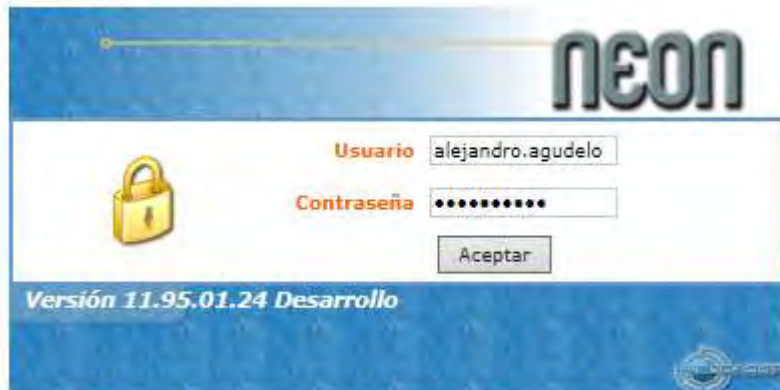 neon
Usuario alejandro.agudelo
Contraseña ••••••••••
Aceptar
Versión 11.95.01.24 Desarrollo